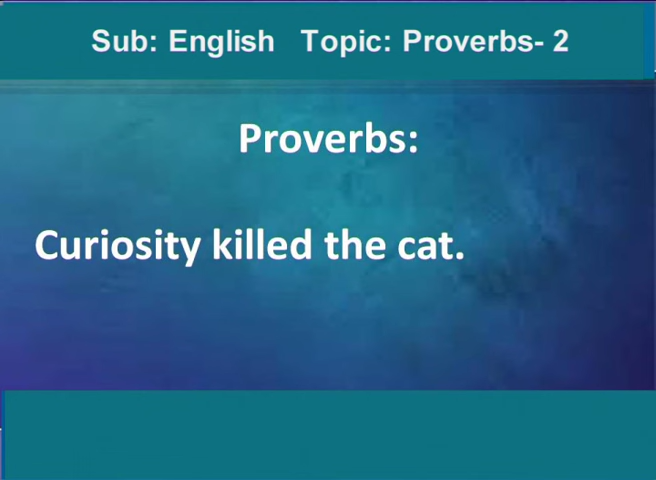 Sub: English Topic: Proverbs- 2
Proverbs:
Curiosity killed the cat.